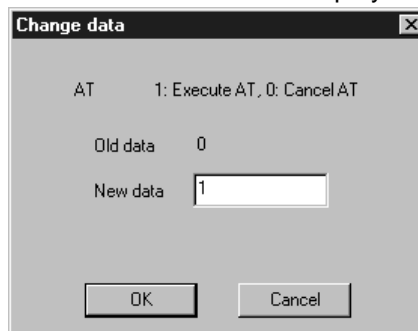 Change data
AT 1: Execute AT, 0: Cancel AT
Old data 0
New data 1
OK Cancel